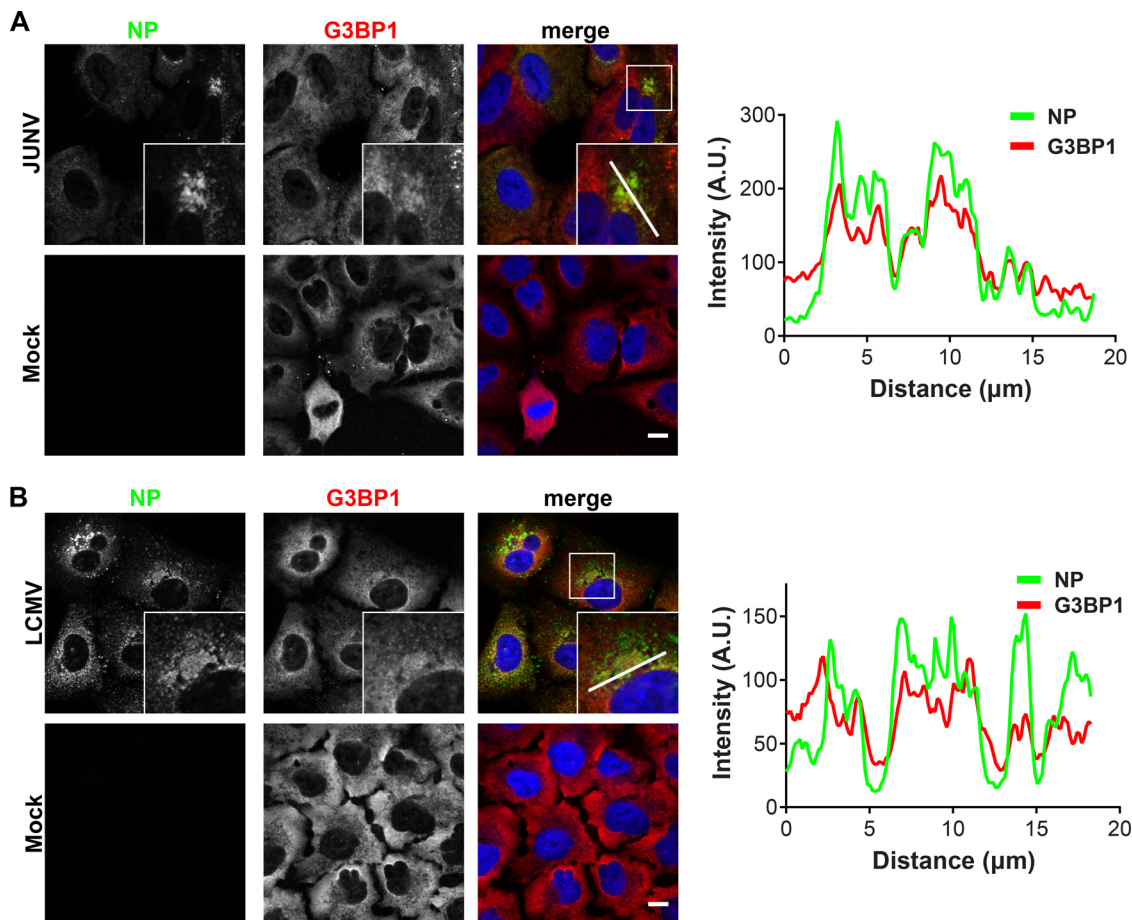 A
NP
G3BP1
merge
JUNV
Mock
NP
G3BP1
300
200
100
50
0
0
5
10
15
20
Intensity (A.U.)
Distance (µm)
B
NP
G3BP1
merge
LCMV
Mock
NP
G3BP1
150
100
50
0
0
5
10
15
20
Intensity (A.U.)
Distance (µm)